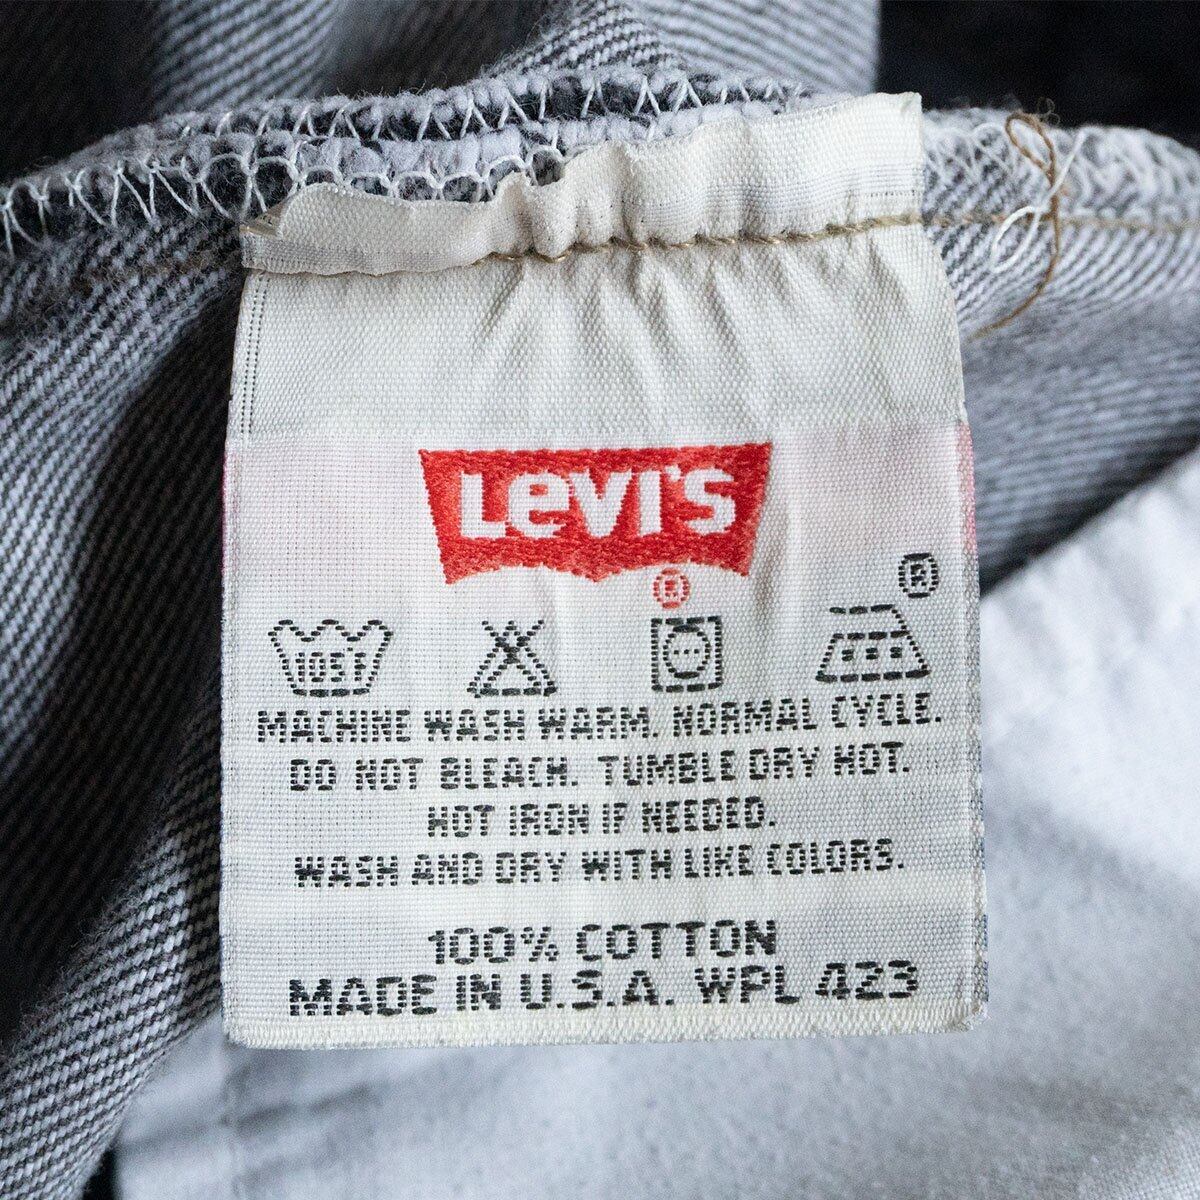 Levi's
®
®
105°F
MACHINE WASH WARM. NORMAL CYCLE.
DO NOT BLEACH. TUMBLE DRY HOT.
HOT IRON IF NEEDED.
WASH AND DRY WITH LIKE COLORS.
100% COTTON
MADE IN U.S.A. WPL 423